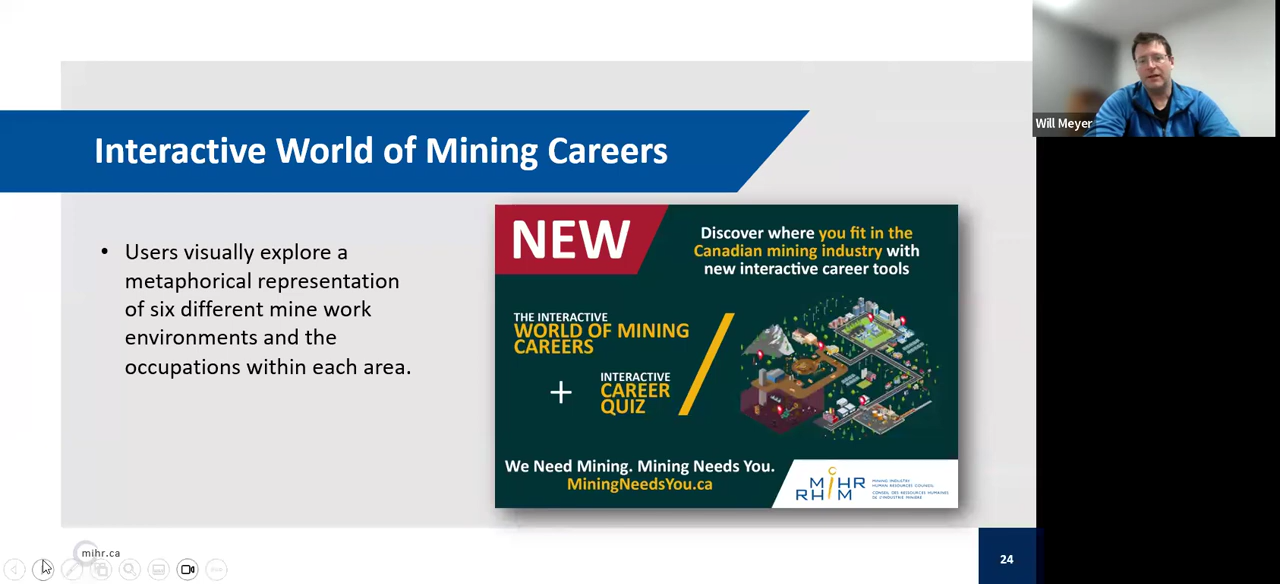 Interactive World of Mining Careers
• Users visually explore a
metaphorical representation
of six different mine work
environments and the
occupations within each area.
NEW
Discover where you fit in the
Canadian mining industry with
new interactive career tools
THE INTERACTIVE
WORLD OF MINING
CAREERS
+
INTERACTIVE
CAREER
QUIZ
We Need Mining. Mining Needs You.
MiningNeedsYou.ca
MiHR
RHiM
MINING INDUSTRY
HUMAN RESOURCES COUNCIL
CONSEIL DES RESSOURCES HUMAINES
DE L'INDUSTRIE MINIÈRE
mihr.ca
24
Will Meyer